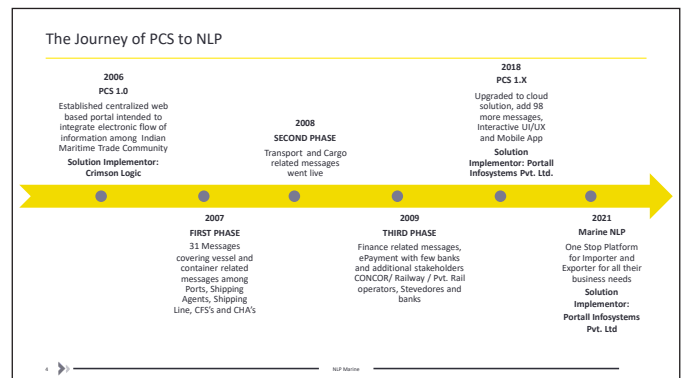 The Journey of PCS to NLP
2006
PCS 1.0
Established centralized web
based portal intended to
integrate electronic flow of
information among Indian
Maritime Trade Community
Solution Implementor:
Crimson Logic
2007
FIRST PHASE
31 Messages
covering vessel and
container related
messages among
Ports, Shipping
Agents, Shipping
Line, CFS's and CHA's
2008
SECOND PHASE
Transport and Cargo
related messages
went live
2009
THIRD PHASE
Finance related messages,
ePayment with few banks
and additional stakeholders
CONCOR/ Railway / Pvt. Rail
operators, Stevedores and
banks
2018
PCS 1.X
Upgraded to cloud
solution, add 98
more messages,
Interactive UI/UX
and Mobile App
Solution
Implementor: Portall
Infosystems Pvt. Ltd.
2021
Marine NLP
One Stop Platform
for Importer and
Exporter for all their
business needs
Solution
Implementor:
Portall Infosystems
Pvt. Ltd
NLP Marine